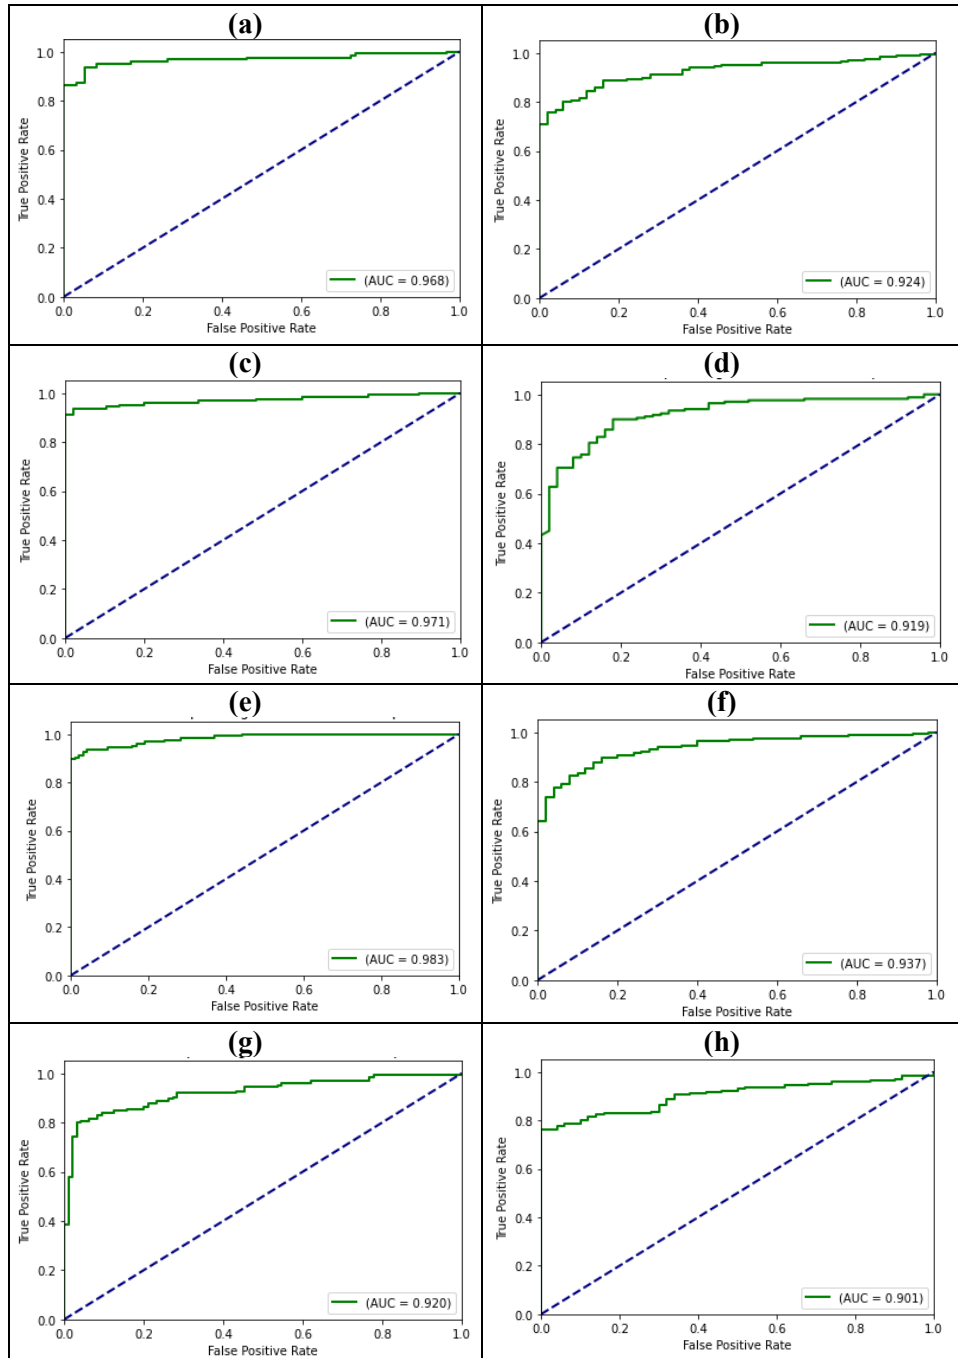 (a)
1.0
0.8
0.6
0.4
0.2
0.0
True Positive Rate
(AUC = 0.968)
0.0 0.2 0.4 0.6 0.8 1.0
False Positive Rate
(b)
1.0
0.8
0.6
0.4
0.2
0.0
True Positive Rate
(AUC = 0.924)
0.0 0.2 0.4 0.6 0.8 1.0
False Positive Rate
(c)
1.0
0.8
0.6
0.4
0.2
0.0
True Positive Rate
(AUC = 0.971)
0.0 0.2 0.4 0.6 0.8 1.0
False Positive Rate
(d)
1.0
0.8
0.6
0.4
0.2
0.0
True Positive Rate
(AUC = 0.919)
0.0 0.2 0.4 0.6 0.8 1.0
False Positive Rate
(e)
1.0
0.8
0.6
0.4
0.2
0.0
True Positive Rate
(AUC = 0.983)
0.0 0.2 0.4 0.6 0.8 1.0
False Positive Rate
(f)
1.0
0.8
0.6
0.4
0.2
0.0
True Positive Rate
(AUC = 0.937)
0.0 0.2 0.4 0.6 0.8 1.0
False Positive Rate
(g)
1.0
0.8
0.6
0.4
0.2
0.0
True Positive Rate
(AUC = 0.920)
0.0 0.2 0.4 0.6 0.8 1.0
False Positive Rate
(h)
1.0
0.8
0.6
0.4
0.2
0.0
True Positive Rate
(AUC = 0.901)
0.0 0.2 0.4 0.6 0.8 1.0
False Positive Rate